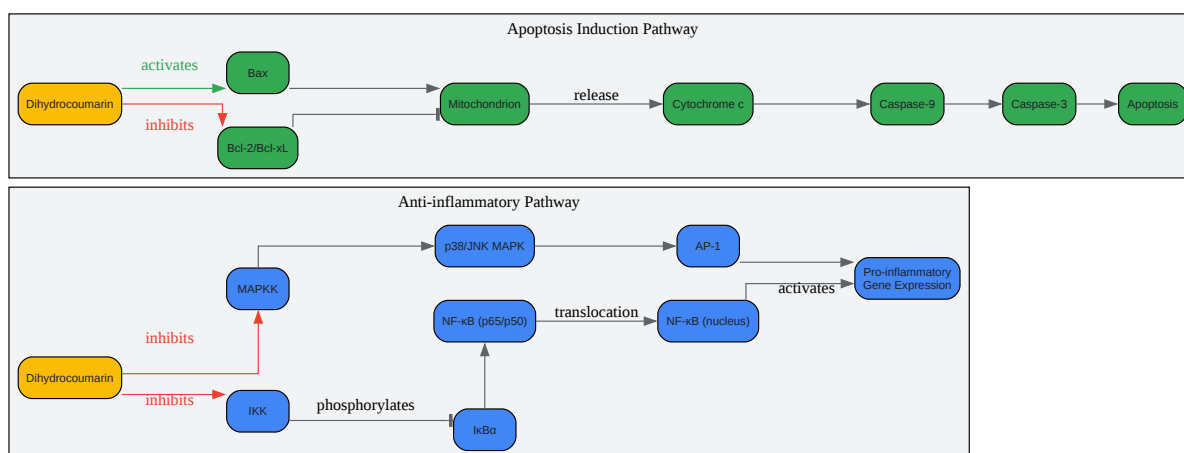 Apoptosis Induction Pathway
activates
Bax
Dihydrocoumarin
inhibits
Bcl-2/Bcl-xL
Mitochondrion
release
Cytochrome c
Caspase-9
Caspase-3
Apoptosis
Anti-inflammatory Pathway
p38/JNK MAPK
AP-1
MAPKK
Pro-inflammatory
Gene Expression
activates
NF-κB (p65/p50)
translocation
NF-κB (nucleus)
inhibits
Dihydrocoumarin
inhibits
IKK
phosphorylates
IκBα